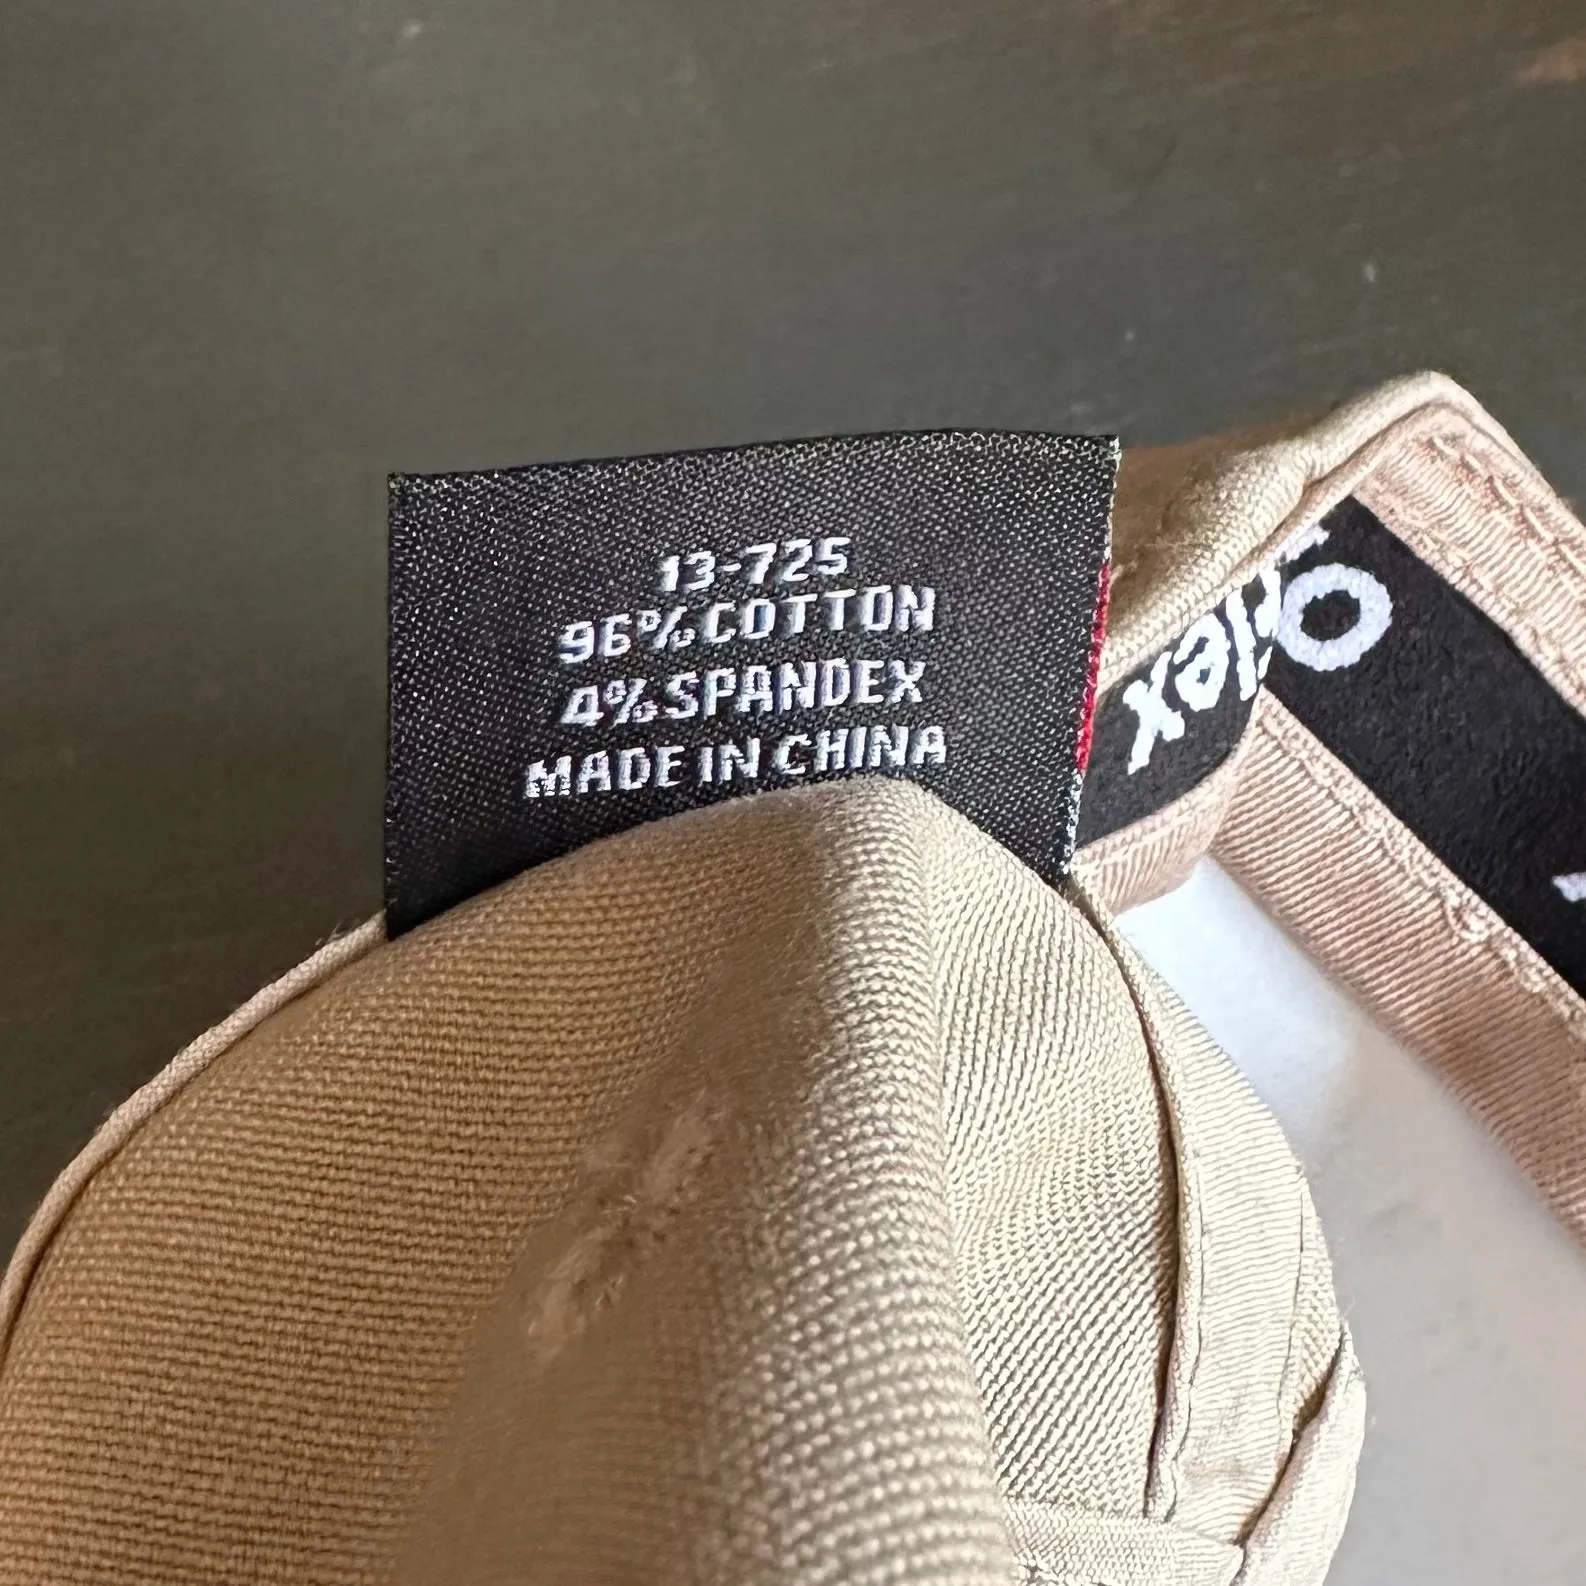 13-725
96% COTTON
4% SPANDEX
MADE IN CHINA